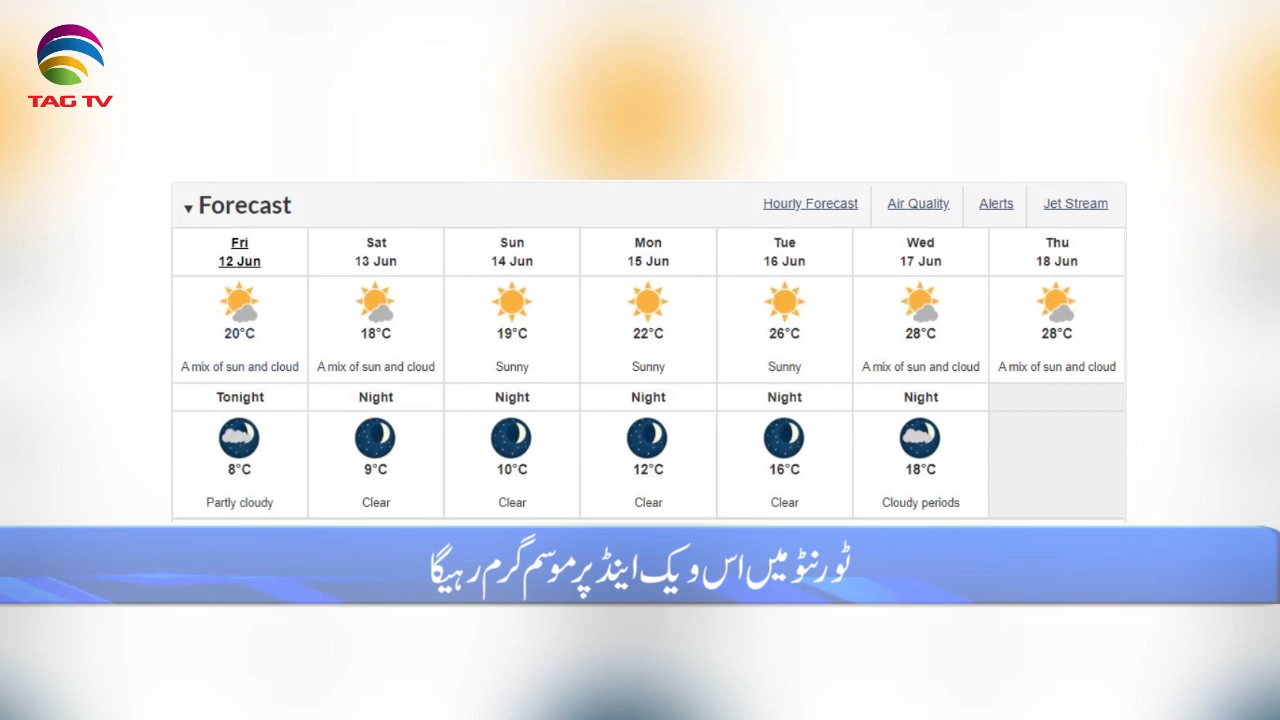 TAG TV
Forecast Hourly Forecast Air Quality Alerts Jet Stream
Fri Sat Sun Mon Tue Wed Thu
12 Jun 13 Jun 14 Jun 15 Jun 16 Jun 17 Jun 18 Jun
20°C 18°C 19°C 22°C 26°C 28°C 28°C
A mix of sun and cloud A mix of sun and cloud Sunny Sunny Sunny A mix of sun and cloud A mix of sun and cloud
Tonight Night Night Night Night Night
8°C 9°C 10°C 12°C 16°C 18°C
Partly cloudy Clear Clear Clear Clear Cloudy periods
ٹورنٹو میں اس ویک اینڈ پر موسم گرم رہیگا